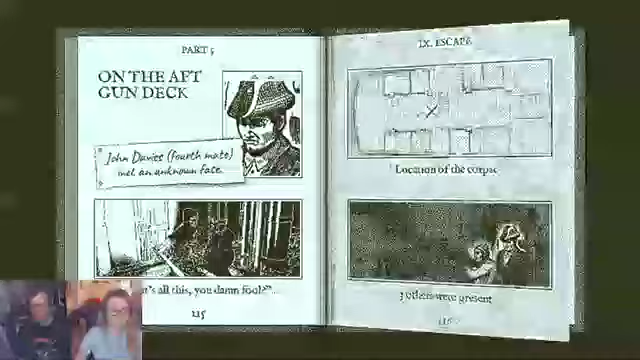 PART 5
ON THE AFT
GUN DECK
John Davies (fourth mate)
met an unknown fate.
's all this, you damn fool?"
115
IX. ESCAPE
Location of the corpse
3 others were present